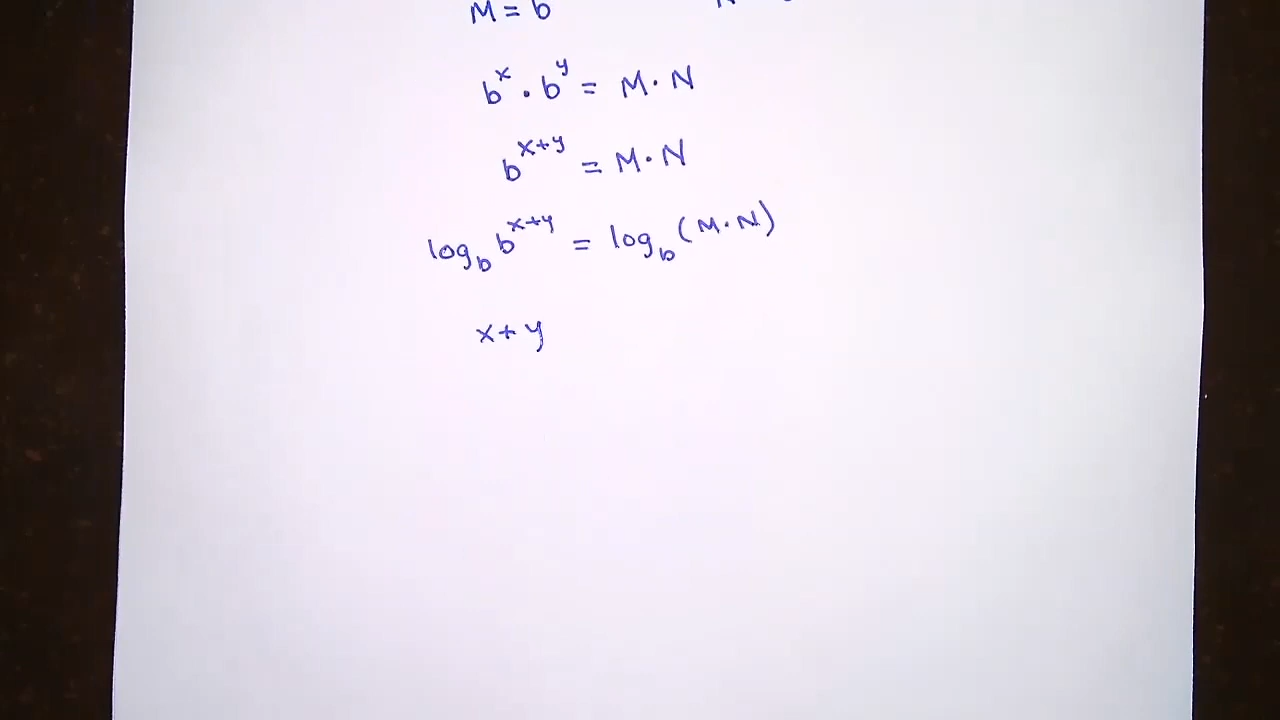 M = b
b^x · b^y = M · N
b^{x+y} = M · N
log_b b^{x+y} = log_b (M · N)
x + y